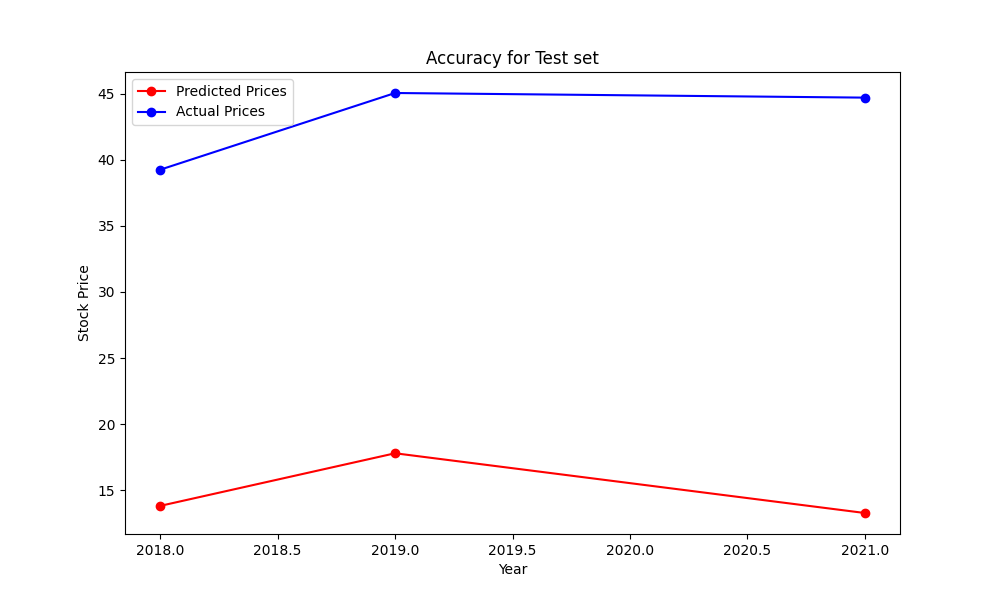 Accuracy for Test set
Predicted Prices
Actual Prices
45
40
35
30
25
20
15
Stock Price
2018.0 2018.5 2019.0 2019.5 2020.0 2020.5 2021.0
Year